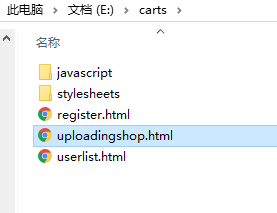 此电脑 > 文档 (E:) > carts
名称
javascript
stylesheets
register.html
uploadingshop.html
userlist.html